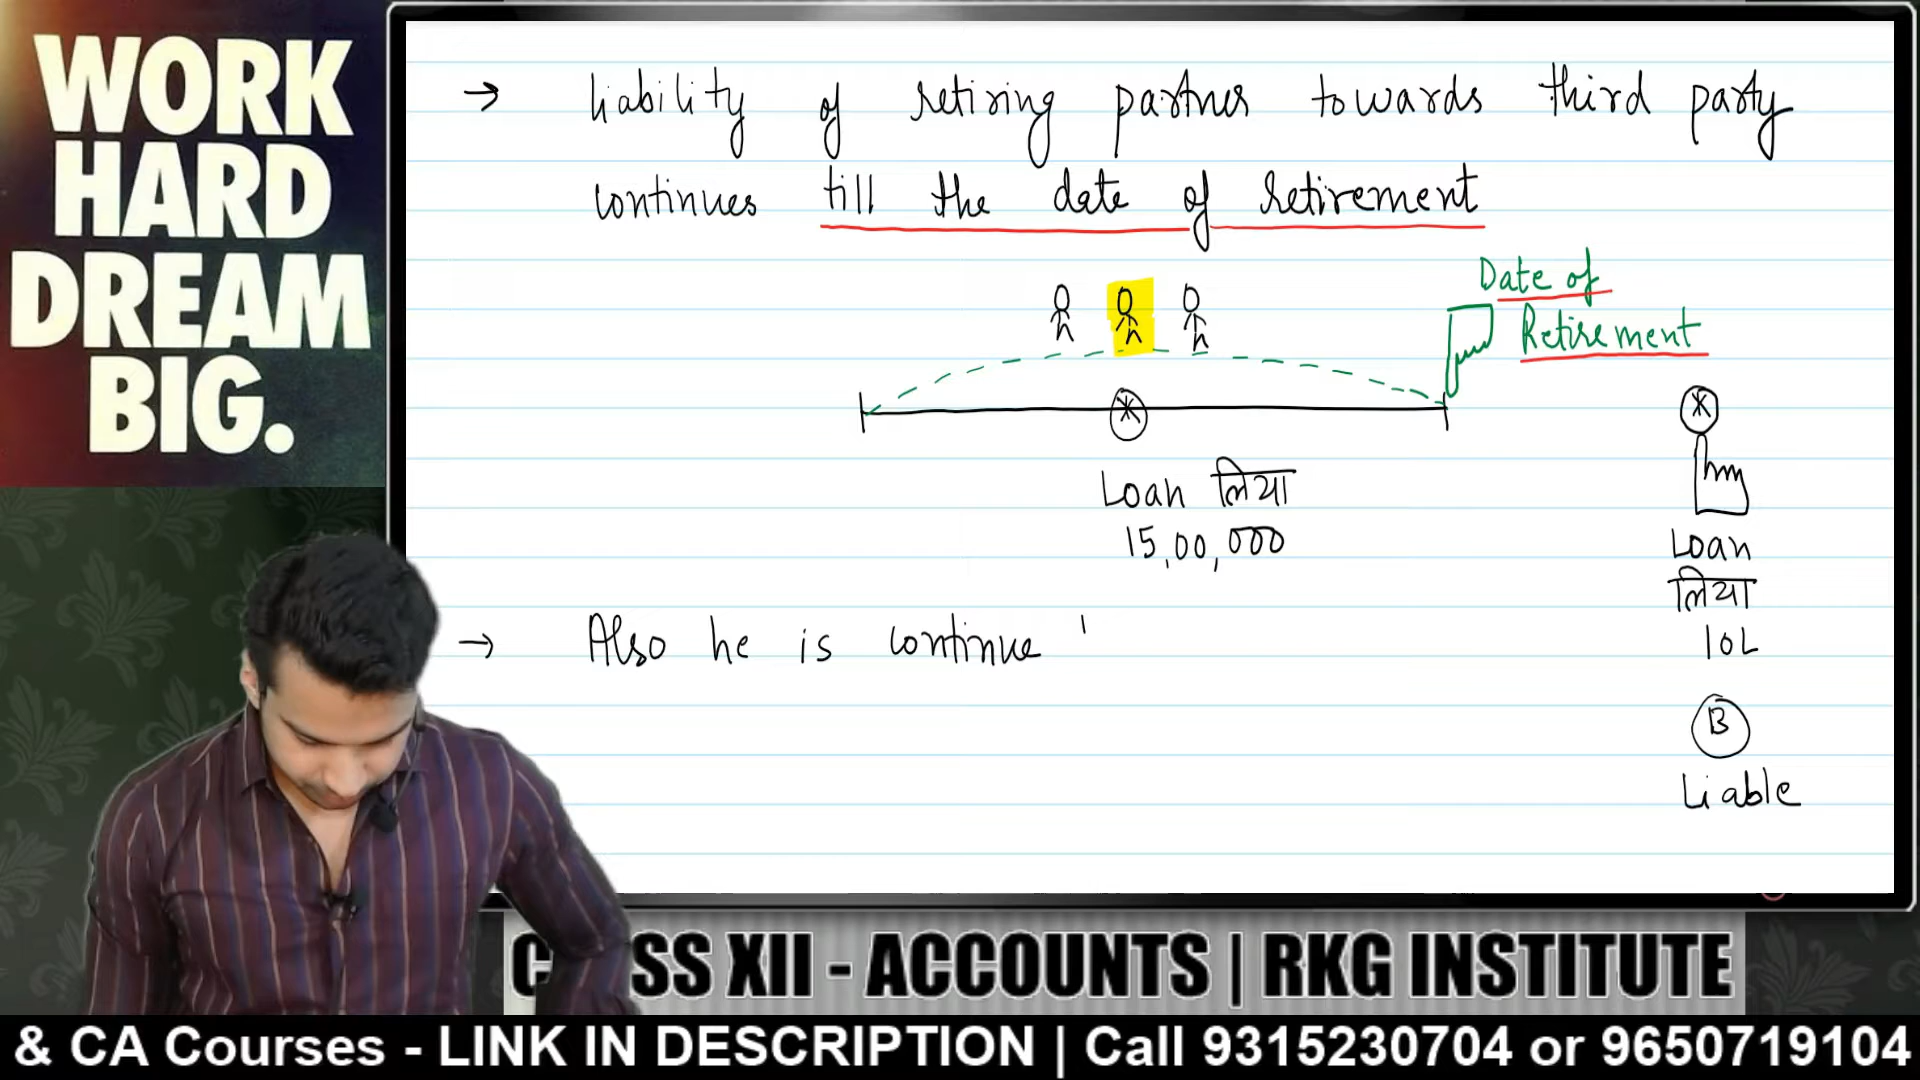 WORK
HARD
DREAM
BIG.
→ liability of retiring partner towards third party
continues till the date of retirement
Date of
Retirement
Loan लिया
15,00,000
Loan
लिया
10L
→ Also he is continue
B
Liable
CLASS XII - ACCOUNTS | RKG INSTITUTE
& CA Courses - LINK IN DESCRIPTION | Call 9315230704 or 9650719104